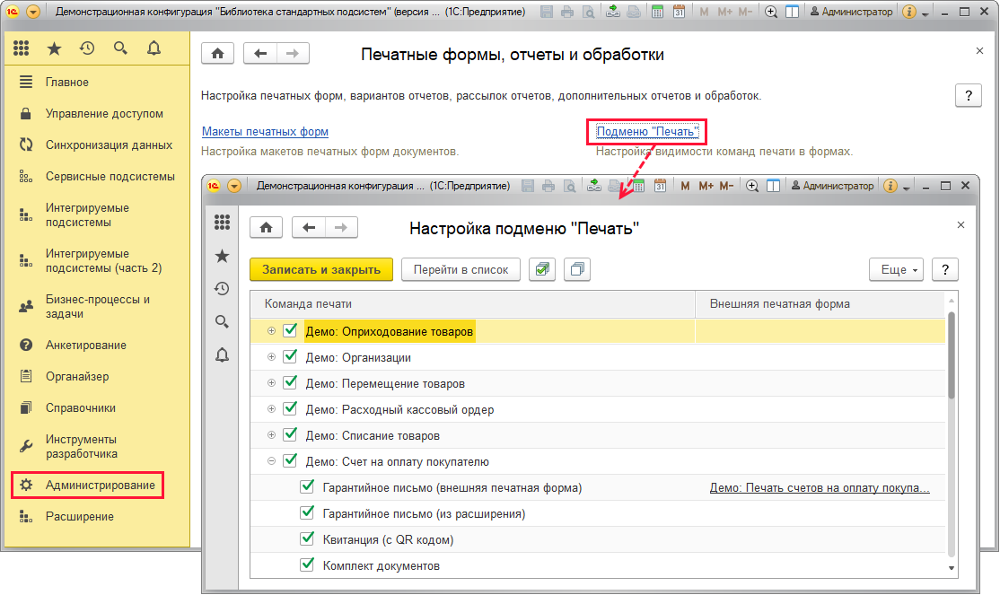 Демонстрационная конфигурация "Библиотека стандартных подсистем" (версия ... (1С:Предприятие)
M M+ M-
Администратор
Главное
Управление доступом
Синхронизация данных
Сервисные подсистемы
Интегрируемые
подсистемы
Интегрируемые
подсистемы (часть 2)
Бизнес-процессы и
задачи
Анкетирование
Органайзер
Справочники
Инструменты
разработчика
Администрирование
Расширение
Печатные формы, отчеты и обработки
Настройка печатных форм, вариантов отчетов, рассылок отчетов, дополнительных отчетов и обработок.
?
Макеты печатных форм
Настройка макетов печатных форм документов.
Подменю "Печать"
Настройка видимости команд печати в формах.
Демонстрационная конфигурация ... (1С:Предприятие)
M M+ M-
Администратор
Настройка подменю "Печать"
Записать и закрыть
Перейти в список
Еще
?
Команда печати
Внешняя печатная форма
Демо: Оприходование товаров
Демо: Организации
Демо: Перемещение товаров
Демо: Расходный кассовый ордер
Демо: Списание товаров
Демо: Счет на оплату покупателю
Гарантийное письмо (внешняя печатная форма)
Демо: Печать счетов на оплату покупа...
Гарантийное письмо (из расширения)
Квитанция (с QR кодом)
Комплект документов